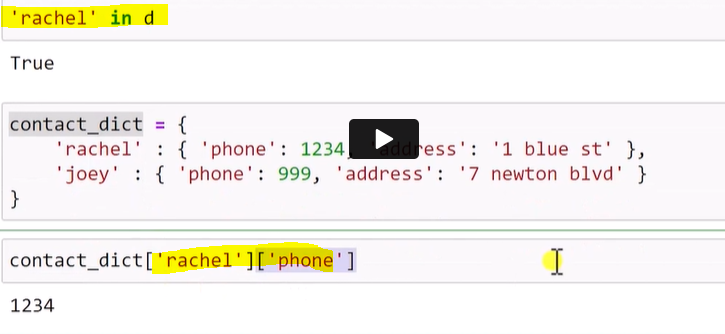 'rachel' in d
True
contact_dict = {
'rachel' : { 'phone': 1234, 'address': '1 blue st' },
'joey' : { 'phone': 999, 'address': '7 newton blvd' }
}
contact_dict['rachel']['phone']
1234